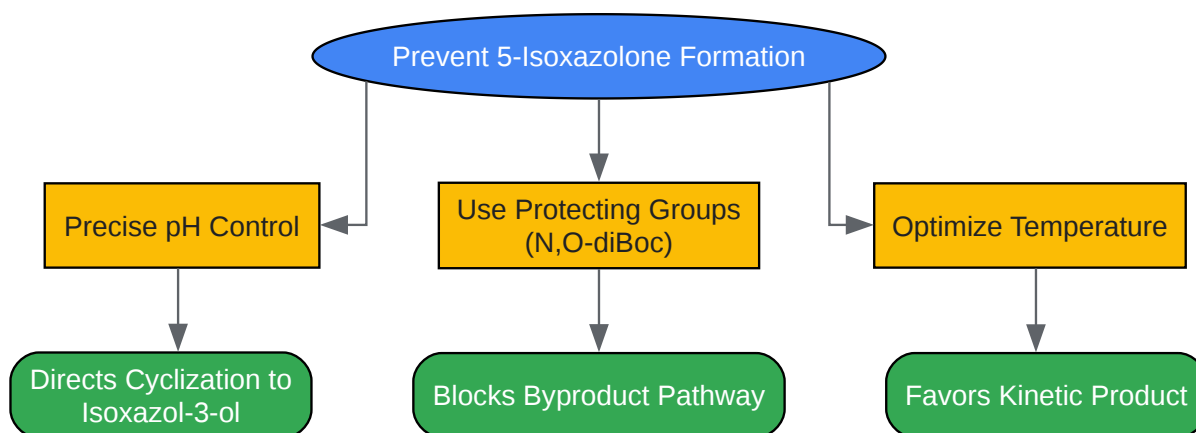 Prevent 5-Isoxazolone Formation
Precise pH Control
Use Protecting Groups
(N,O-diBoc)
Optimize Temperature
Directs Cyclization to
Isoxazol-3-ol
Blocks Byproduct Pathway
Favors Kinetic Product